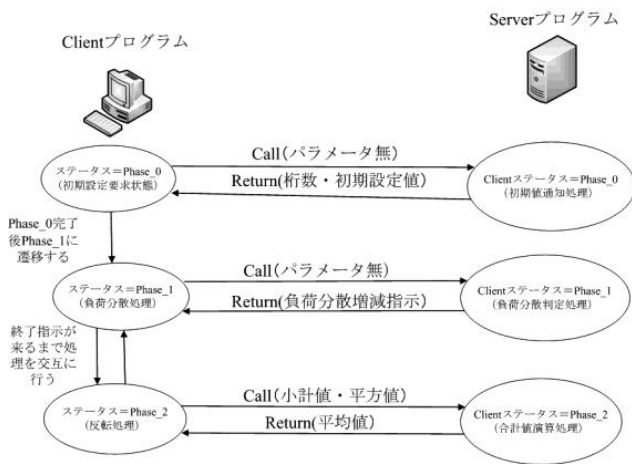 Serverプログラム
Clientプログラム
Call(パラメータ無)
Return(桁数・初期設定値)
ステータス=Phase_0
(初期設定要求状態)
Clientステータス=Phase_0
(初期値通知処理)
Phase_0完了
後Phase_1に
遷移する
Call(パラメータ無)
Return(負荷分散増減指示)
ステータス=Phase_1
(負荷分散処理)
Clientステータス=Phase_1
(負荷分散判定処理)
終了指示が
来るまで処
理を交互に
行う
Call(小計値・平方値)
Return(平均値)
ステータス=Phase_2
(反転処理)
Clientステータス=Phase_2
(合計値演算処理)